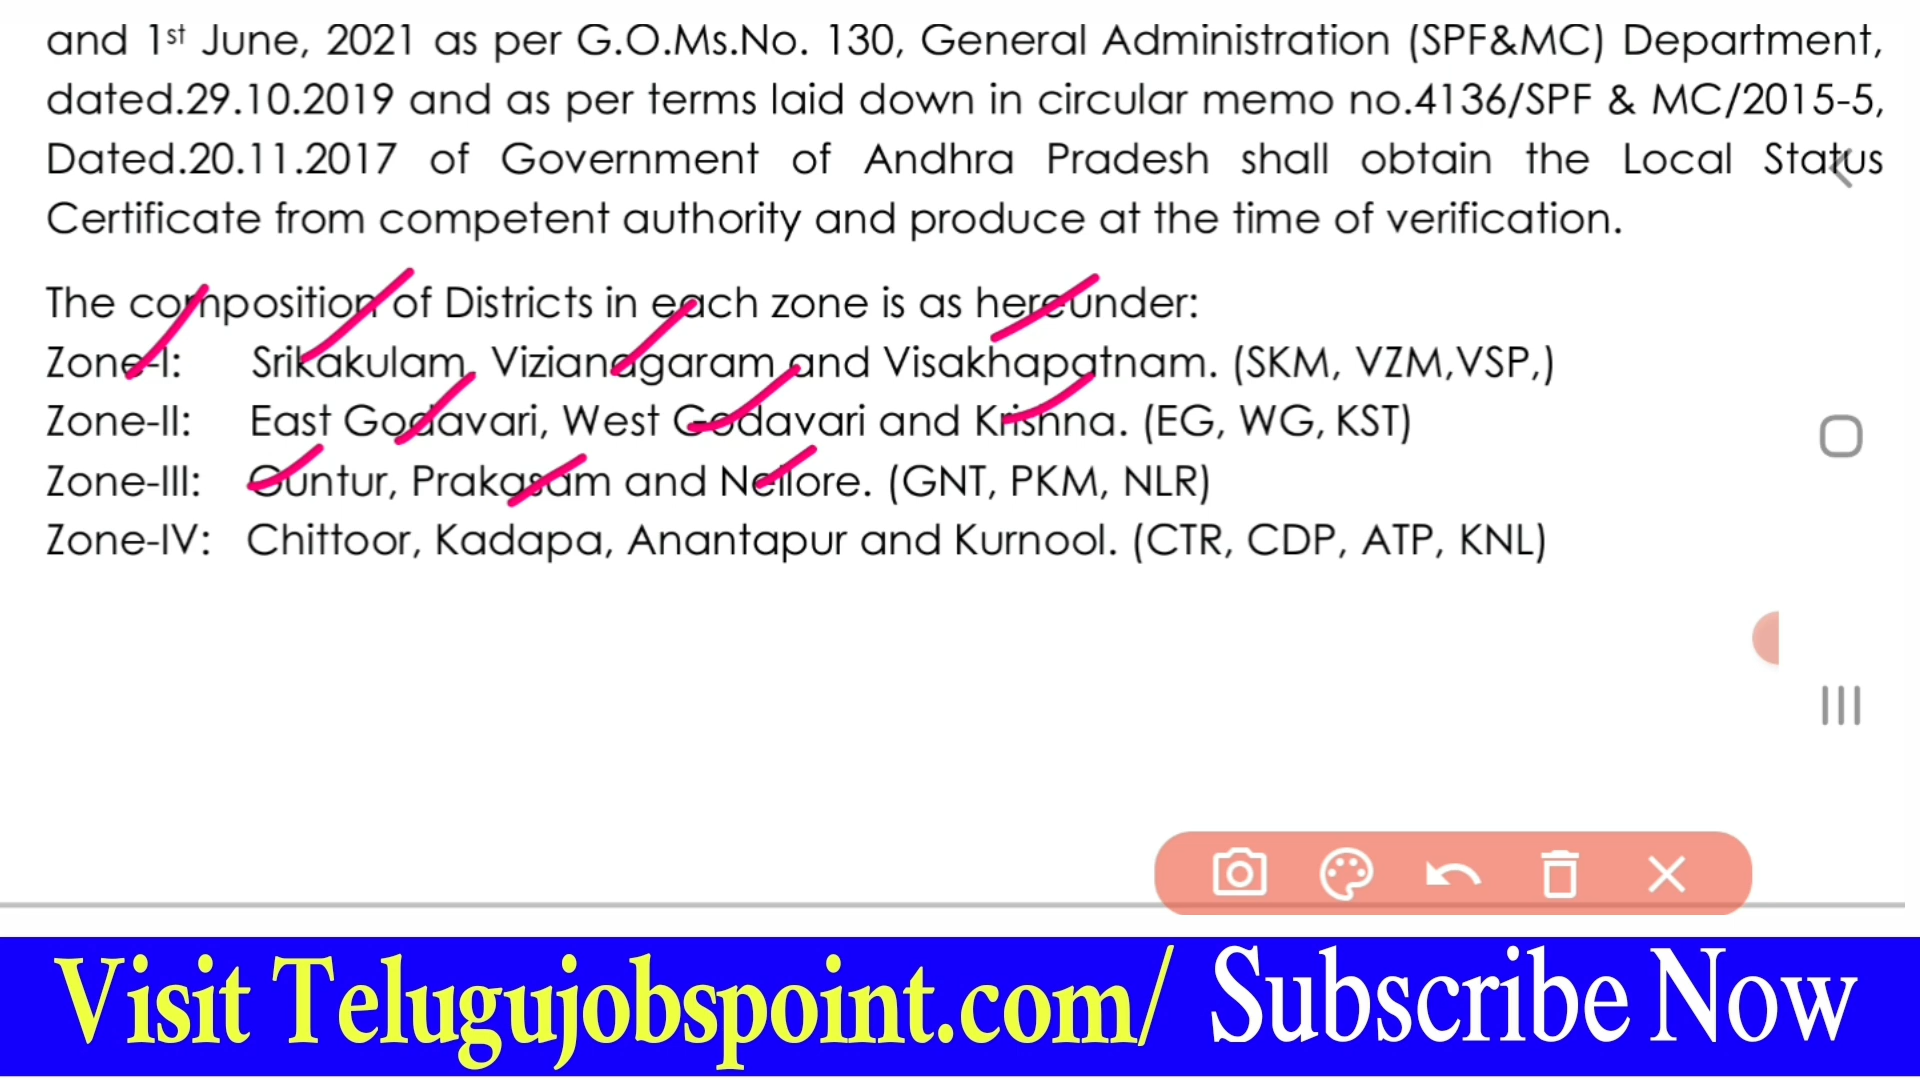 and 1st June, 2021 as per G.O.Ms.No. 130, General Administration (SPF&MC) Department,
dated.29.10.2019 and as per terms laid down in circular memo no.4136/SPF & MC/2015-5,
Dated.20.11.2017 of Government of Andhra Pradesh shall obtain the Local Status
Certificate from competent authority and produce at the time of verification.
The composition of Districts in each zone is as hereunder:
Zone-I: Srikakulam, Vizianagaram and Visakhapatnam. (SKM, VZM,VSP,)
Zone-II: East Godavari, West Godavari and Krishna. (EG, WG, KST)
Zone-III: Guntur, Prakasam and Nellore. (GNT, PKM, NLR)
Zone-IV: Chittoor, Kadapa, Anantapur and Kurnool. (CTR, CDP, ATP, KNL)
Visit Telugujobspoint.com/ Subscribe Now